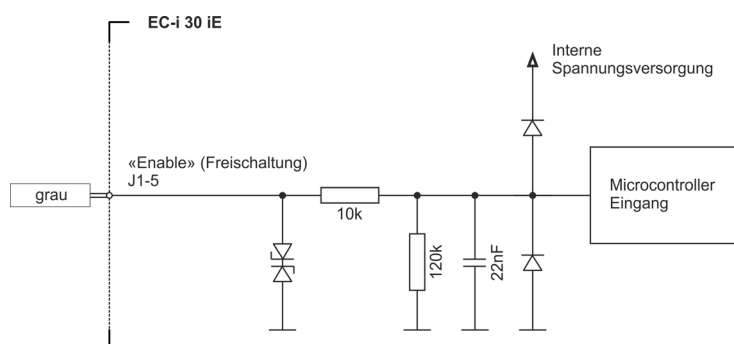 EC-i 30 iE
Interne
Spannungsversorgung
«Enable» (Freischaltung)
J1-5
grau
10k
120k
22nF
Microcontroller
Eingang